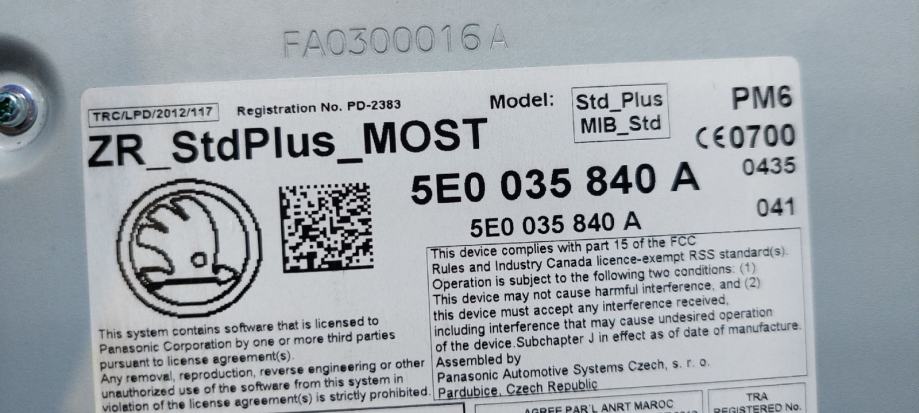 FA0300016A
TRC/LPD/2012/117
Registration No. PD-2383
Model:
Std_Plus
MIB_Std
PM6
ZR_StdPlus_MOST
CE0700
5E0 035 840 A
0435
5E0 035 840 A
041
This device complies with part 15 of the FCC
Rules and Industry Canada licence-exempt RSS standard(s).
Operation is subject to the following two conditions: (1)
This device may not cause harmful interference, and (2)
this device must accept any interference received,
including interference that may cause undesired operation
of the device.Subchapter J in effect as of date of manufacture.
Assembled by
Panasonic Automotive Systems Czech, s. r. o.
Pardubice, Czech Republic
This system contains software that is licensed to
Panasonic Corporation by one or more third parties
pursuant to license agreement(s).
Any removal, reproduction, reverse engineering or other
unauthorized use of the software from this system in
violation of the license agreement(s) is strictly prohibited.
AGREE PAR'L ANRT MAROC
TRA
REGISTERED No.